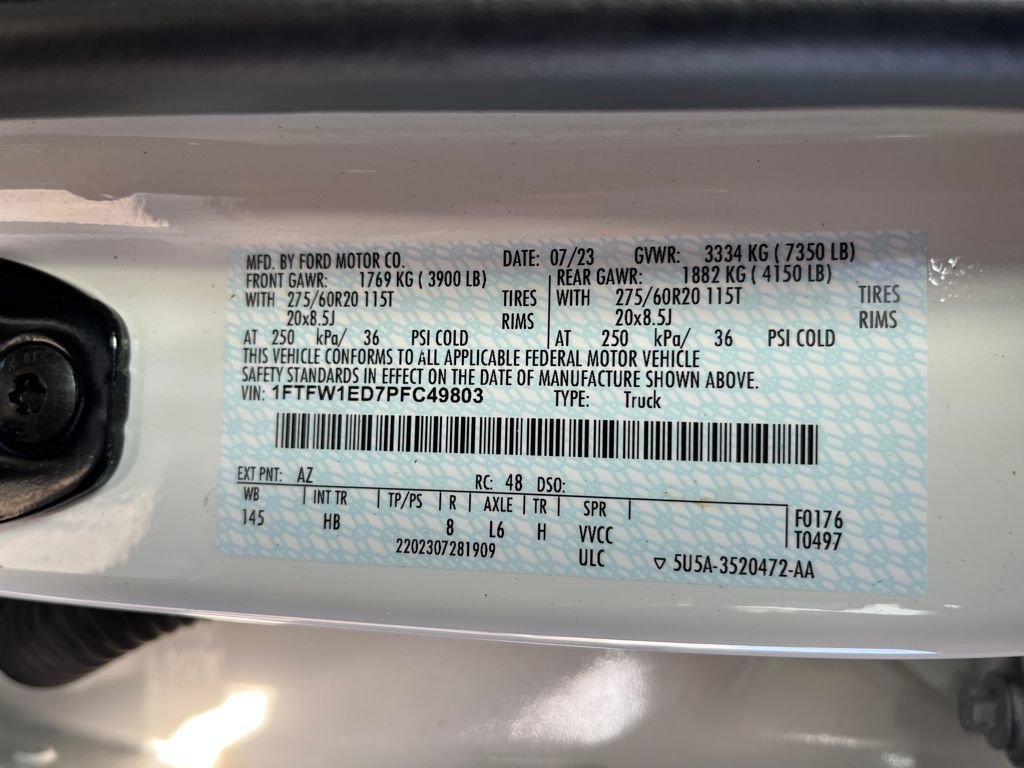 MFD. BY FORD MOTOR CO. DATE: 07/23 GVWR: 3334 KG ( 7350 LB)
FRONT GAWR: 1769 KG ( 3900 LB) REAR GAWR: 1882 KG ( 4150 LB)
WITH 275/60R20 115T TIRES WITH 275/60R20 115T TIRES
20x8.5J RIMS 20x8.5J RIMS
AT 250 kPa/ 36 PSI COLD AT 250 kPa/ 36 PSI COLD
THIS VEHICLE CONFORMS TO ALL APPLICABLE FEDERAL MOTOR VEHICLE
SAFETY STANDARDS IN EFFECT ON THE DATE OF MANUFACTURE SHOWN ABOVE.
VIN: 1FTFW1ED7PFC49803 TYPE: Truck
EXT PNT: AZ RC: 48 DSO:
WB INT TR TP/PS R AXLE TR SPR
145 HB 8 L6 H VVCC F0176
2202307281909 ULC T0497
▽ 5U5A-3520472-AA